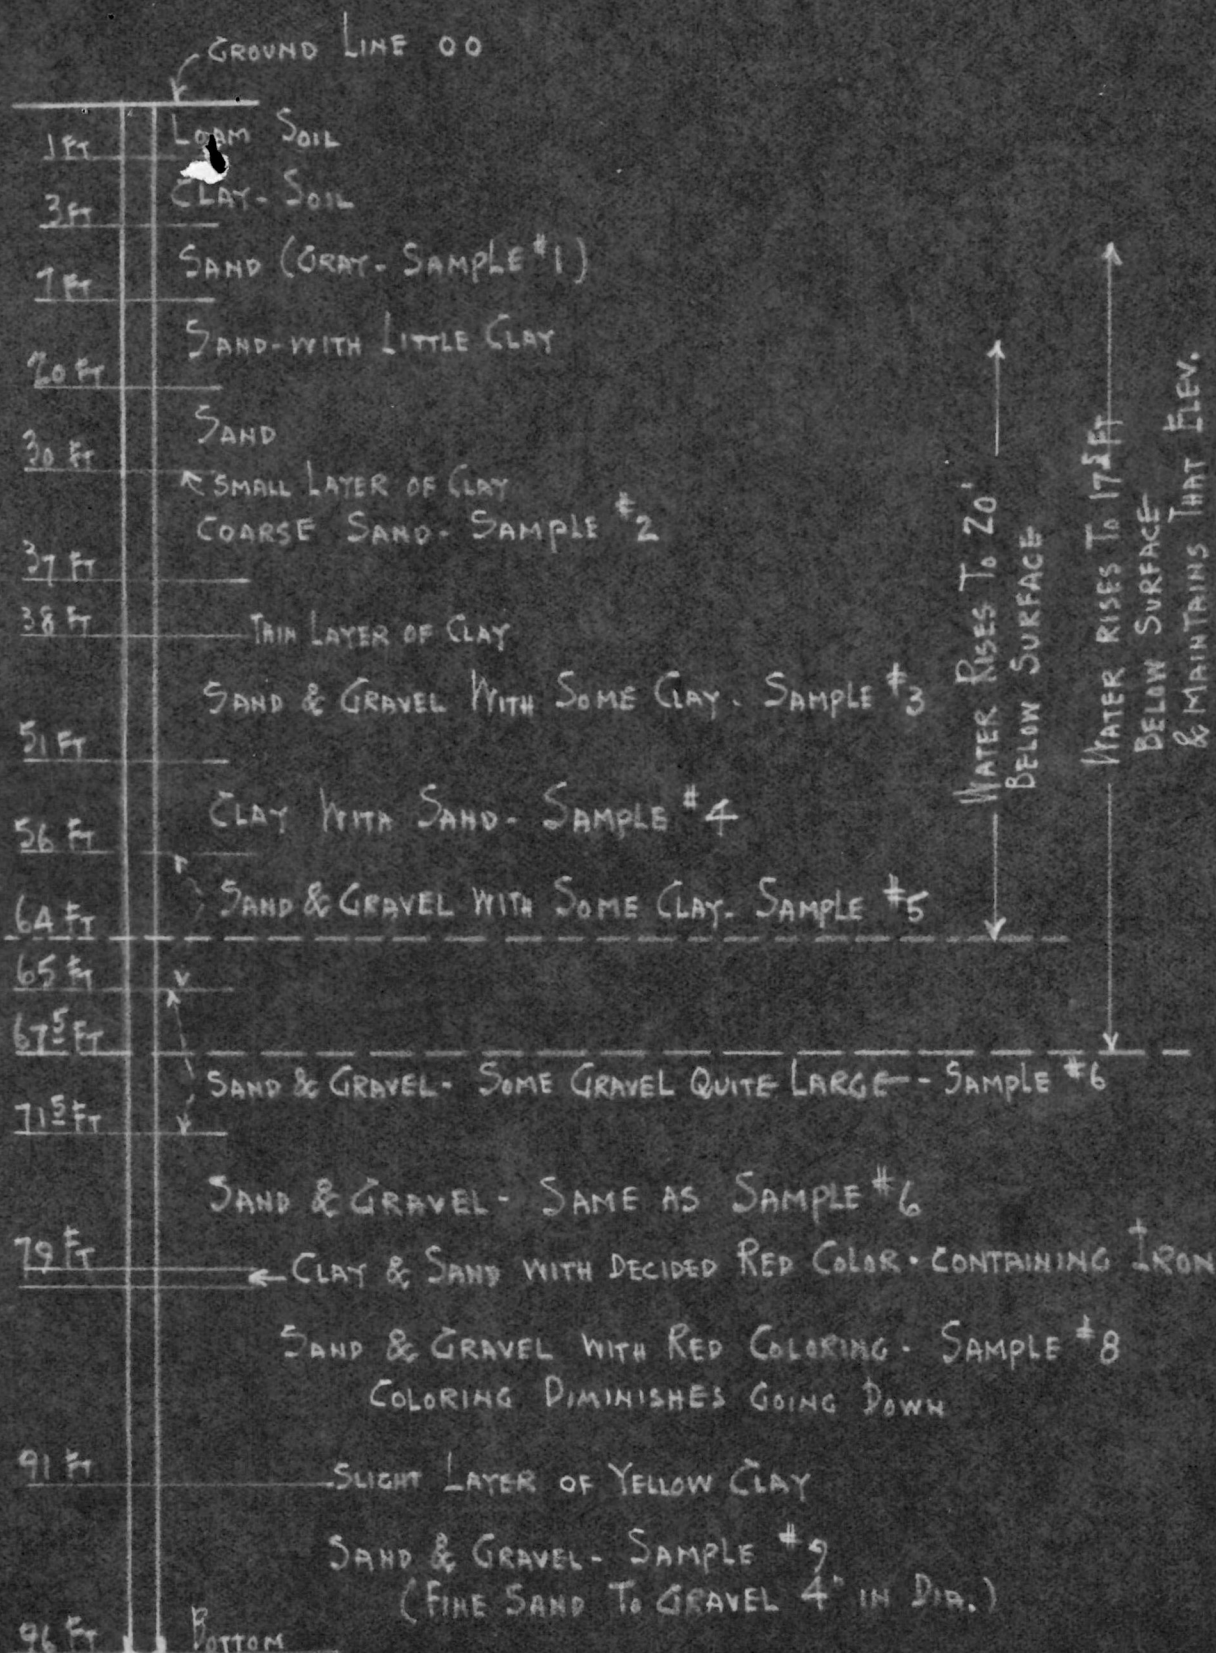 GROUND LINE 00
LOAM SOIL
1 FT
CLAY-SOIL
3 FT
SAND (GRAY-SAMPLE #1)
7 FT
SAND-WITH LITTLE CLAY
20 FT
SAND
30 FT
SMALL LAYER OF CLAY
COARSE SAND-SAMPLE #2
37 FT
38 FT THIN LAYER OF CLAY
SAND & GRAVEL WITH SOME CLAY-SAMPLE #3
51 FT
CLAY WITH SAND-SAMPLE #4
56 FT
SAND & GRAVEL WITH SOME CLAY-SAMPLE #5
64 FT
65 FT
67⁵ FT
SAND & GRAVEL-SOME GRAVEL QUITE LARGE-SAMPLE #6
71⁵ FT
SAND & GRAVEL-SAME AS SAMPLE #6
79 FT
CLAY & SAND WITH DECIDED RED COLOR-CONTAINING IRON
SAND & GRAVEL WITH RED COLORING-SAMPLE #8
COLORING DIMINISHES GOING DOWN
91 FT SLIGHT LAYER OF YELLOW CLAY
SAND & GRAVEL-SAMPLE #9
(FINE SAND TO GRAVEL 4" IN DIA.)
96 FT BOTTOM
WATER RISES TO 20'
BELOW SURFACE
WATER RISES TO 17⁵ FT
BELOW SURFACE
& MAINTAINS THAT ELEV.